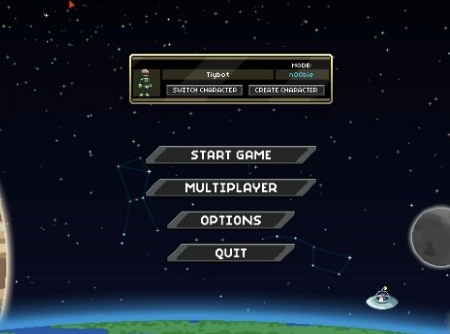 MODE:
Tiybot n00bie
SWITCH CHARACTER CREATE CHARACTER
START GAME
MULTIPLAYER
OPTIONS
QUIT